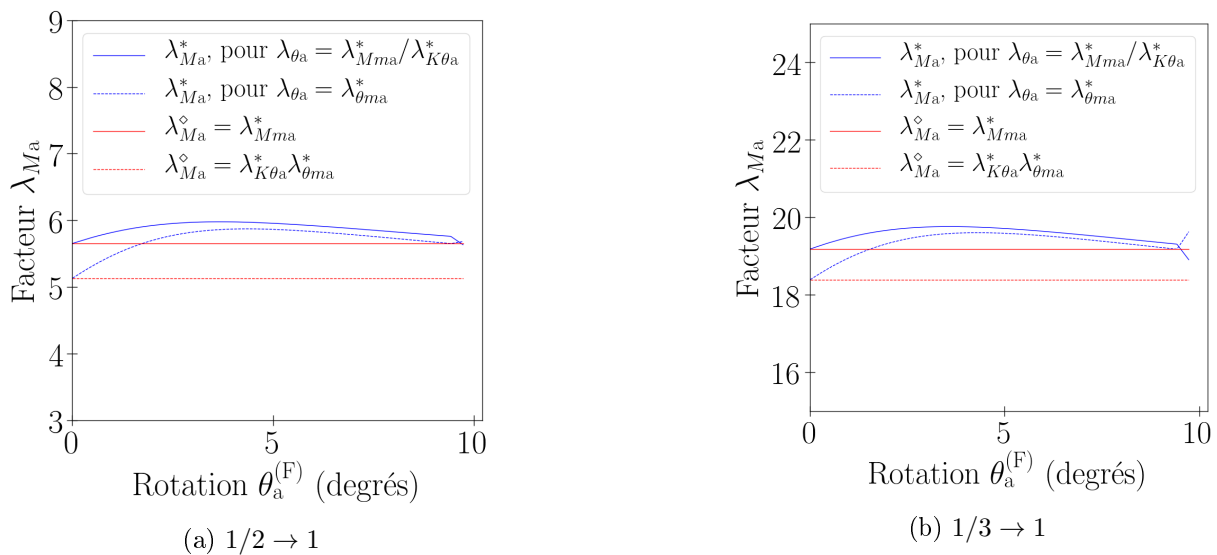 9
8
7
6
5
4
3
0
5
10
Facteur λ_{Ma}
λ*_{Ma}, pour λ_{θa} = λ*_{Mma}/λ*_{Kθa}
λ*_{Ma}, pour λ_{θa} = λ*_{θma}
λ^⋄_{Ma} = λ*_{Mma}
λ^⋄_{Ma} = λ*_{Kθa}λ*_{θma}
Rotation θ_a^{(F)} (degrés)
(a) 1/2 → 1
24
22
20
18
16
0
5
10
Facteur λ_{Ma}
λ*_{Ma}, pour λ_{θa} = λ*_{Mma}/λ*_{Kθa}
λ*_{Ma}, pour λ_{θa} = λ*_{θma}
λ^⋄_{Ma} = λ*_{Mma}
λ^⋄_{Ma} = λ*_{Kθa}λ*_{θma}
Rotation θ_a^{(F)} (degrés)
(b) 1/3 → 1